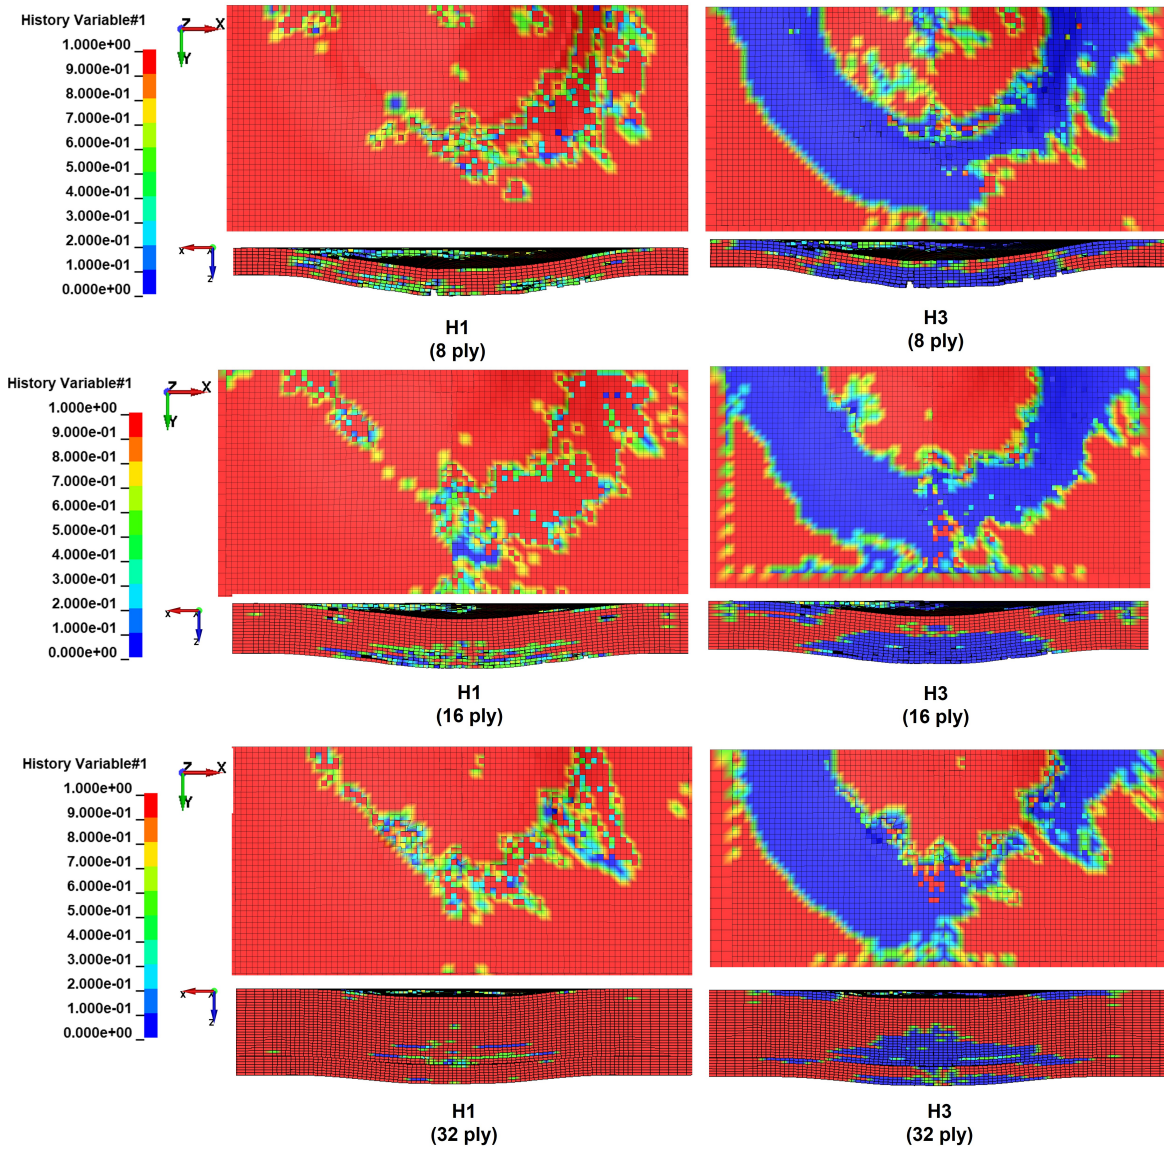 History Variable#1
1.000e+00
9.000e-01
8.000e-01
7.000e-01
6.000e-01
5.000e-01
4.000e-01
3.000e-01
2.000e-01
1.000e-01
0.000e+00
Z X
Y
X
Z
H1
(8 ply)
H3
(8 ply)
History Variable#1
1.000e+00
9.000e-01
8.000e-01
7.000e-01
6.000e-01
5.000e-01
4.000e-01
3.000e-01
2.000e-01
1.000e-01
0.000e+00
Z X
Y
X
Z
H1
(16 ply)
H3
(16 ply)
History Variable#1
1.000e+00
9.000e-01
8.000e-01
7.000e-01
6.000e-01
5.000e-01
4.000e-01
3.000e-01
2.000e-01
1.000e-01
0.000e+00
Z X
Y
X
Z
H1
(32 ply)
H3
(32 ply)